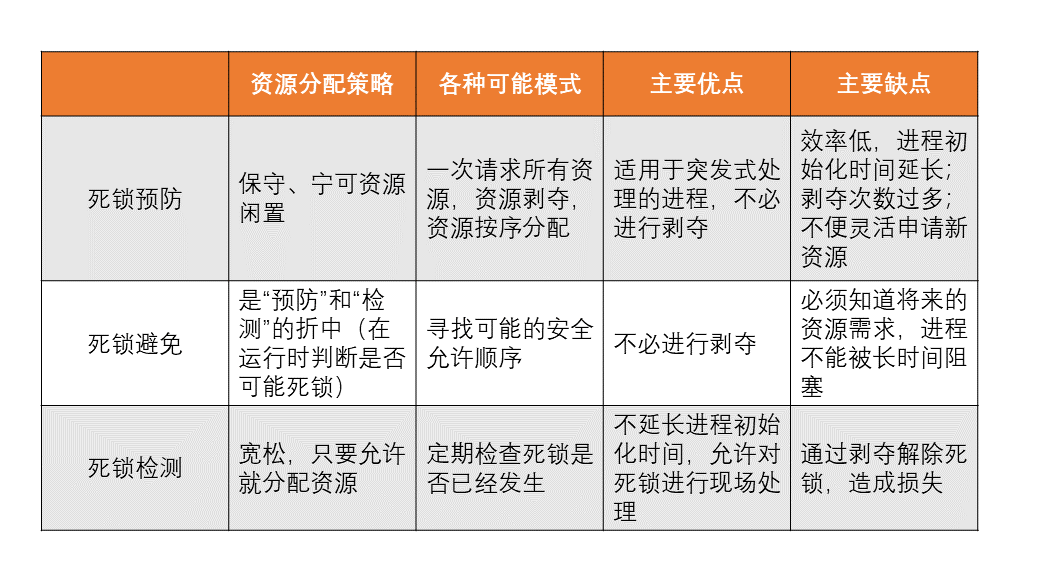 资源分配策略
各种可能模式
主要优点
主要缺点
死锁预防
保守、宁可资源
闲置
一次请求所有资
源，资源剥夺，
资源按序分配
适用于突发式处
理的进程，不必
进行剥夺
效率低，进程初
始化时间延长；
剥夺次数过多；
不便灵活申请新
资源
死锁避免
是“预防”和“检
测”的折中（在
运行时判断是否
可能死锁）
寻找可能的安全
允许顺序
不必进行剥夺
必须知道将来的
资源需求，进程
不能被长时间阻
塞
死锁检测
宽松，只要允许
就分配资源
定期检查死锁是
否已经发生
不延长进程初始
化时间，允许对
死锁进行现场处
理
通过剥夺解除死
锁，造成损失